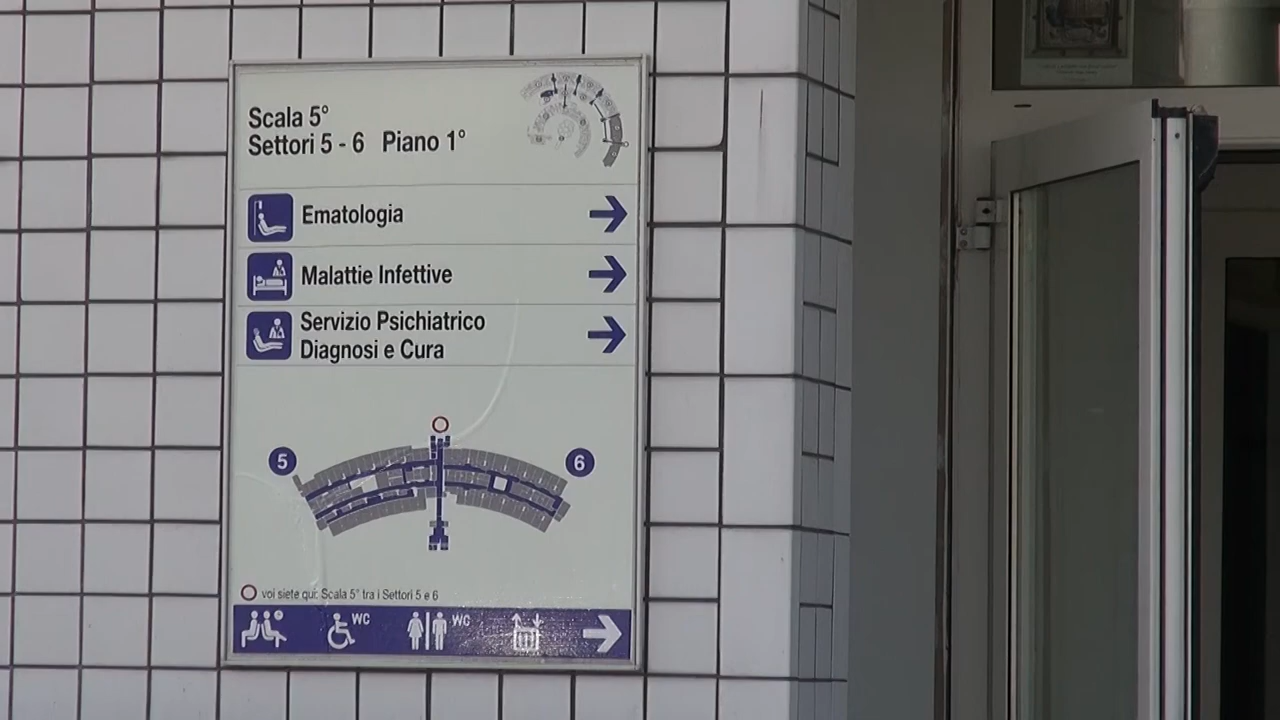 Scala 5°
Settori 5 - 6 Piano 1°
Ematologia
Malattie Infettive
Servizio Psichiatrico
Diagnosi e Cura
5
6
voi siete qui: Scala 5° tra i Settori 5 e 6
WC
WC